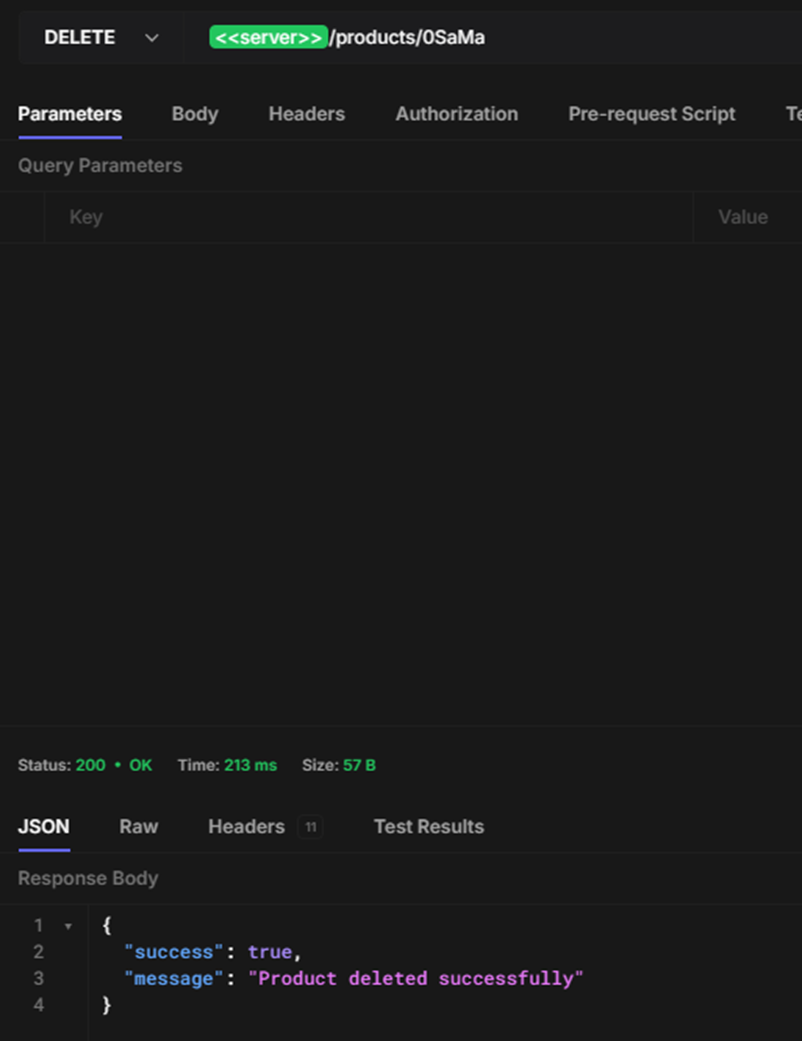 DELETE <<server>>/products/0SaMa
Parameters Body Headers Authorization Pre-request Script Te
Query Parameters
Key Value
Status: 200 • OK Time: 213 ms Size: 57 B
JSON Raw Headers 11 Test Results
Response Body
1 {
2 "success": true,
3 "message": "Product deleted successfully"
4 }